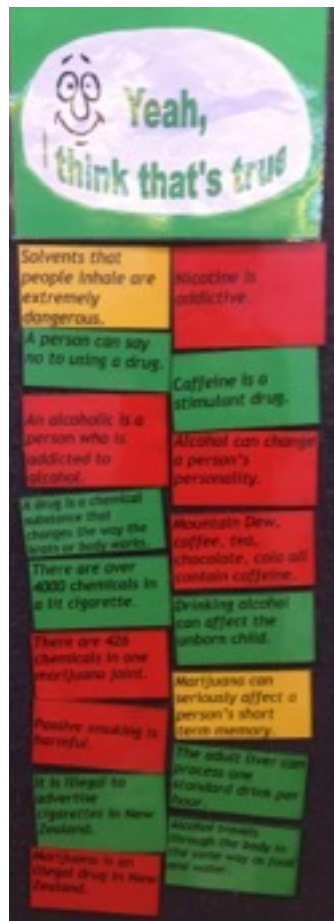 Yeah,
I think that's true
Solvents that
people inhale are
extremely
dangerous.
A person can say
no to using a drug.
An alcoholic is a
person who is
addicted to
alcohol.
A drug is a chemical
substance that
changes the way the
brain or body works.
There are over
4000 chemicals in
a lit cigarette.
There are 426
chemicals in one
marijuana joint.
Passive smoking is
harmful.
It is illegal to
advertise
cigarettes in New
Zealand.
Marijuana is an
illegal drug in New
Zealand.
Nicotine is
addictive.
Caffeine is a
stimulant drug.
Alcohol can change
a person's
personality.
Mountain Dew,
coffee, tea,
chocolate, cola all
contain caffeine.
Drinking alcohol
can affect the
unborn child.
Marijuana can
seriously affect a
person's short
term memory.
The adult liver can
process one
standard drink per
hour.
Alcohol travels
through the body in
the same way as food
and water.